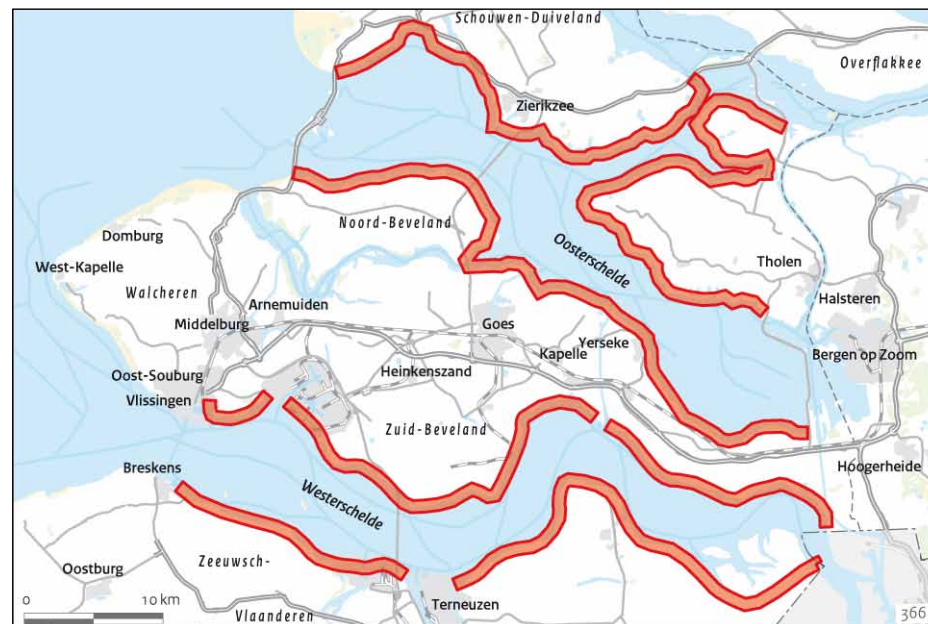 Schouwen-Duiveland
Overflakkee
Zierikzee
Noord-Beveland
Domburg
Oosterschelde
West-Kapelle
Tholen
Walcheren
Arnemuiden
Halsteren
Middelburg
Goes
Kapelle
Yerseke
Bergen op Zoom
Oost-Souburg
Heinkenszand
Vlissingen
Zuid-Beveland
Breskens
Hoogerheide
Westerschelde
Oostburg
Zeeuwsch-
0
10 km
Terneuzen
Vlaanderen
366